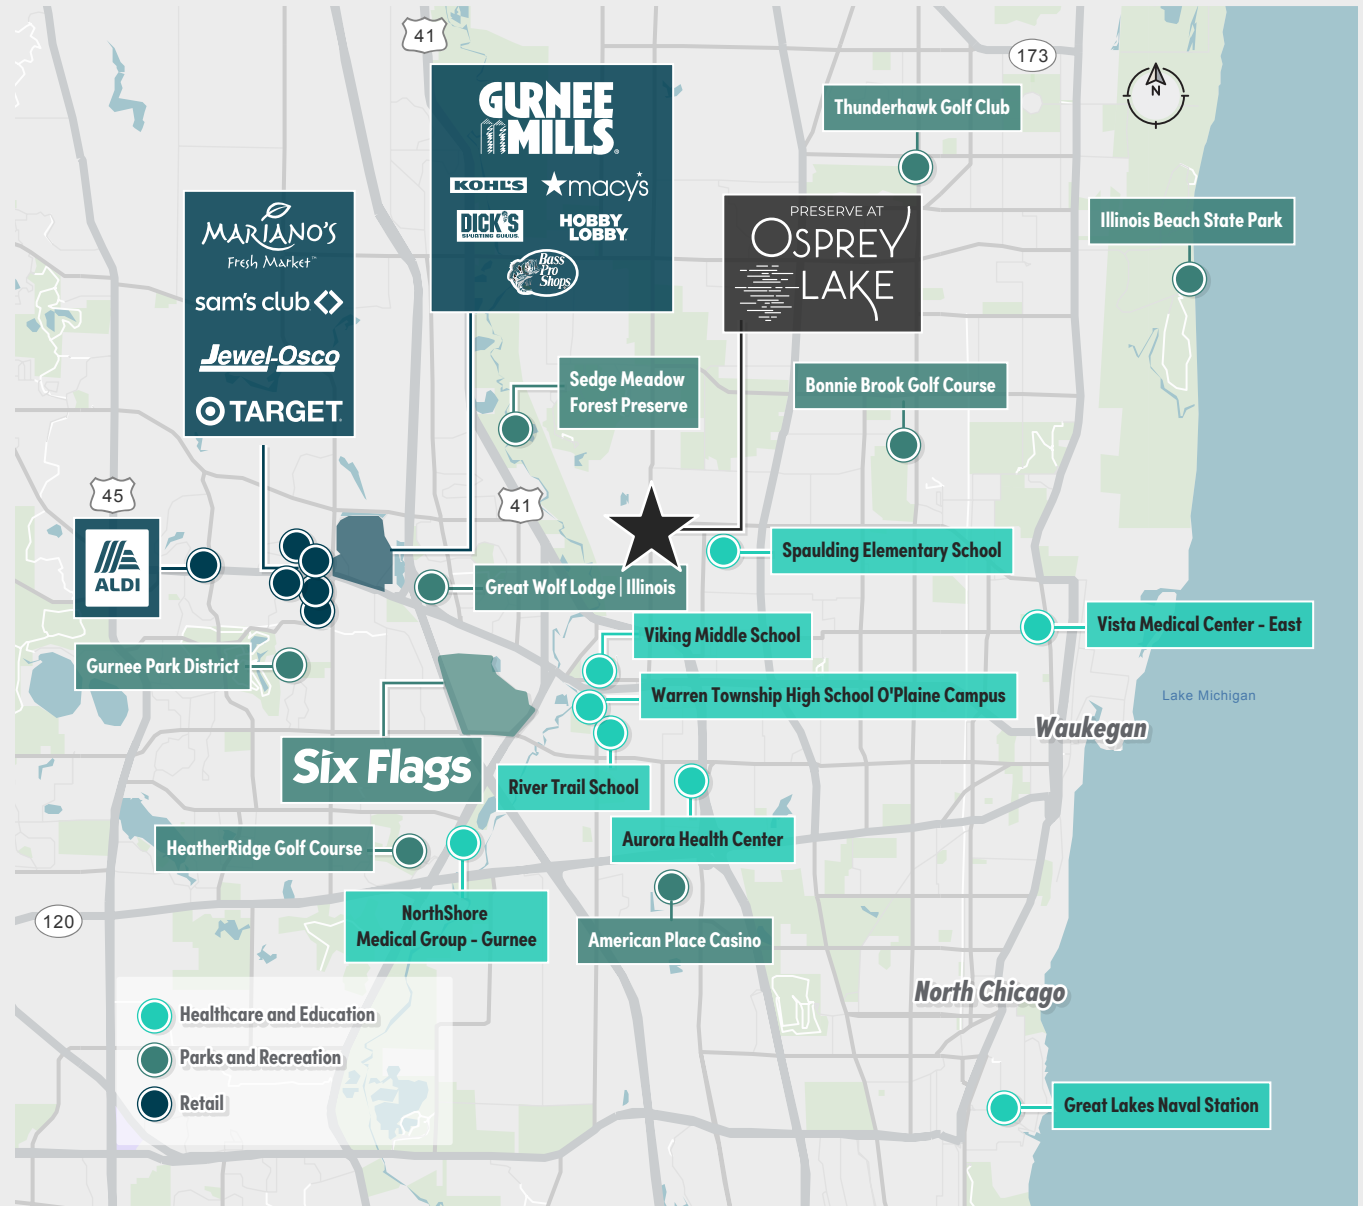 41
173
N
GURNEE
MILLS
KOHL'S
macy's
DICK'S
SPORTING GOODS
HOBBY
LOBBY
Bass
Pro
Shops
Thunderhawk Golf Club
MARIANO'S
Fresh Market™
sam's club
Jewel-Osco
TARGET
PRESERVE AT
OSPREY
LAKE
Illinois Beach State Park
Sedge Meadow
Forest Preserve
Bonnie Brook Golf Course
45
41
ALDI
Spaulding Elementary School
Great Wolf Lodge | Illinois
Viking Middle School
Vista Medical Center - East
Gurnee Park District
Warren Township High School O'Plaine Campus
Lake Michigan
Waukegan
Six Flags
River Trail School
Aurora Health Center
HeatherRidge Golf Course
NorthShore
Medical Group - Gurnee
120
American Place Casino
North Chicago
Healthcare and Education
Parks and Recreation
Retail
Great Lakes Naval Station